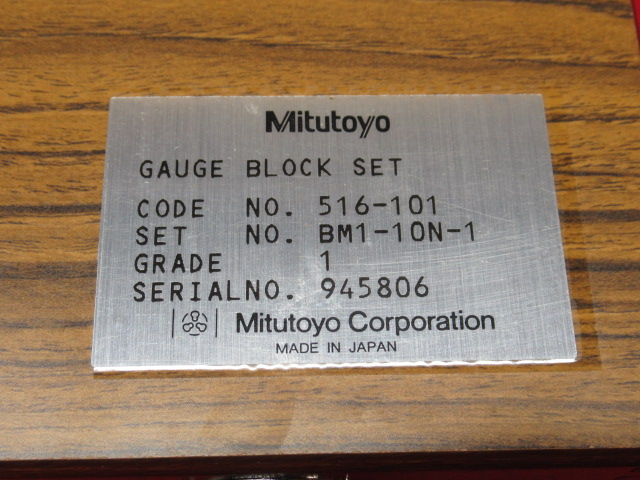 Mitutoyo
GAUGE BLOCK SET
CODE NO. 516-101
SET NO. BM1-10N-1
GRADE 1
SERIALNO. 945806
Mitutoyo Corporation
MADE IN JAPAN